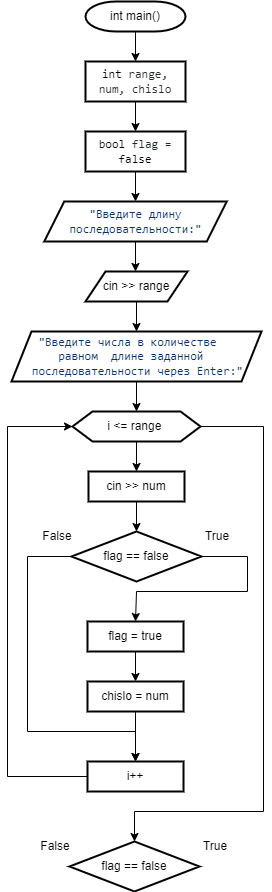 int main()
int range,
num, chislo
bool flag =
false
"Введите длину
последовательности:"
cin >> range
"Введите числа в количестве
равном длине заданной
последовательности через Enter:"
i <= range
cin >> num
False
True
flag == false
flag = true
chislo = num
i++
False
True
flag == false